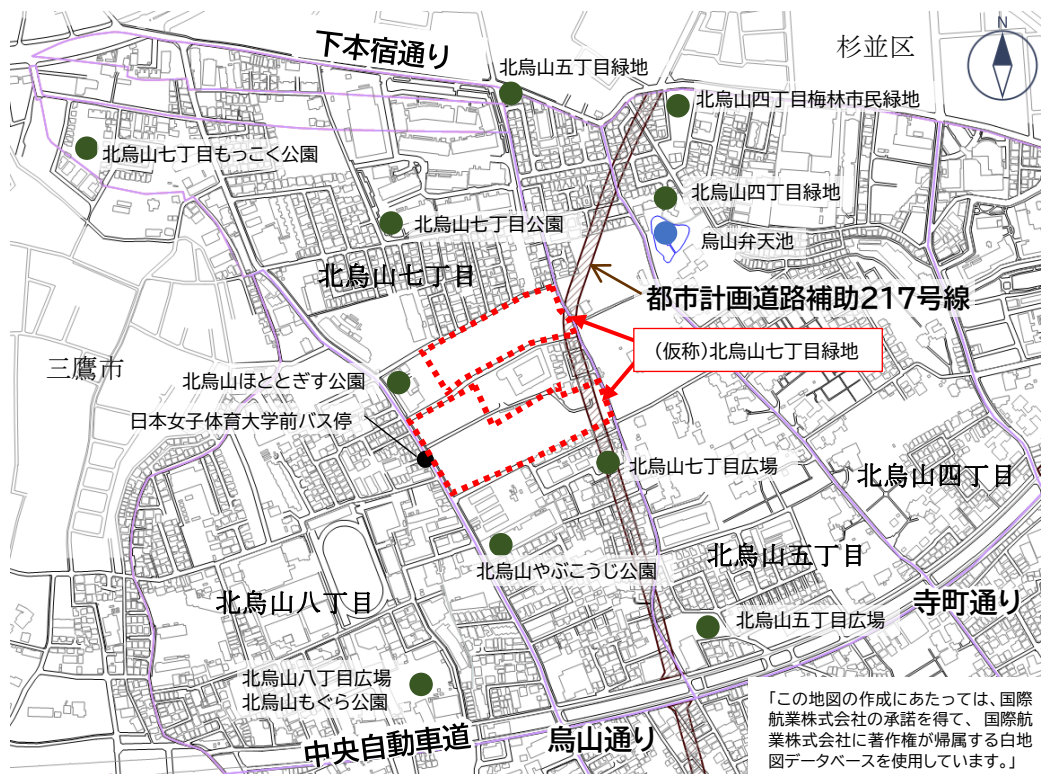 下本宿通り
杉並区
N
北烏山五丁目緑地
北烏山四丁目梅林市民緑地
北烏山七丁目もっこく公園
北烏山四丁目緑地
北烏山七丁目公園
烏山弁天池
北烏山七丁目
都市計画道路補助217号線
(仮称)北烏山七丁目緑地
三鷹市
北烏山ほととぎす公園
日本女子体育大学前バス停
北烏山七丁目広場
北烏山四丁目
北烏山五丁目
北烏山やぶこうじ公園
北烏山八丁目
寺町通り
北烏山五丁目広場
北烏山八丁目広場
北烏山もぐら公園
中央自動車道
烏山通り
「この地図の作成にあたっては、国際
航業株式会社の承諾を得て、国際航
業株式会社に著作権が帰属する白地
図データベースを使用しています。」